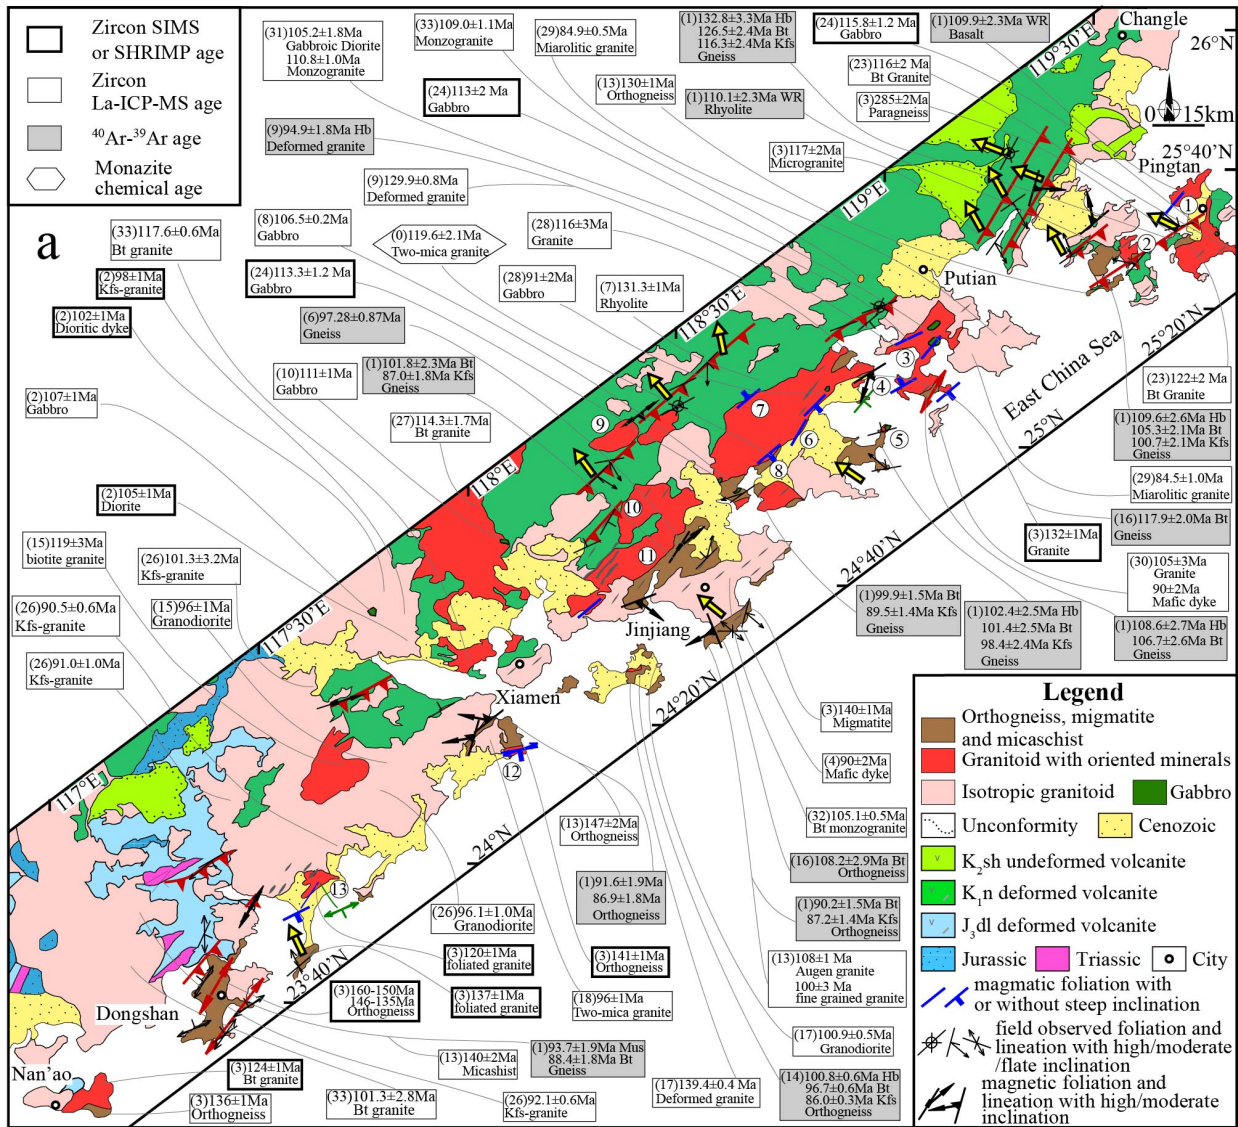 Zircon SIMS
or SHRIMP age
Zircon
La-ICP-MS age
⁴⁰Ar-³⁹Ar age
Monazite
chemical age
a
(31)105.2±1.8Ma
Gabbroic Diorite
110.8±1.0Ma
Monzogranite
(33)109.0±1.1Ma
Monzogranite
(29)84.9±0.5Ma
Miarolitic granite
(1)132.8±3.3Ma Hb
126.5±2.4Ma Bt
116.3±2.4Ma Kfs
Gneiss
(24)115.8±1.2 Ma
Gabbro
(1)109.9±2.3Ma WR
Basalt
Changle
119°30’E
26°N
(24)113±2 Ma
Gabbro
(13)130±1Ma
Orthogneiss
(23)116±2 Ma
Bt Granite
(1)110.1±2.3Ma WR
Rhyolite
(3)285±2Ma
Paragneiss
N
0 15km
(9)94.9±1.8Ma Hb
Deformed granite
(3)117±2Ma
Microgranite
25°40’N
Pingtan
(9)129.9±0.8Ma
Deformed granite
119°E
(33)117.6±0.6Ma
Bt granite
(8)106.5±0.2Ma
Gabbro
(0)119.6±2.1Ma
Two-mica granite
(28)116±3Ma
Granite
1
2
(2)98±1Ma
Kfs-granite
(24)113.3±1.2 Ma
Gabbro
(28)91±2Ma
Gabbro
(7)131.3±1Ma
Rhyolite
Putian
118°30’E
(2)102±1Ma
Dioritic dyke
(6)97.28±0.87Ma
Gneiss
25°20’N
East China Sea
3
(10)111±1Ma
Gabbro
(1)101.8±2.3Ma Bt
87.0±1.8Ma Kfs
Gneiss
4
(23)122±2 Ma
Bt Granite
(2)107±1Ma
Gabbro
(27)114.3±1.7Ma
Bt granite
9
7
6
5
8
25°N
(1)109.6±2.6Ma Hb
105.3±2.1Ma Bt
100.7±2.1Ma Kfs
Gneiss
118°E
(29)84.5±1.0Ma
Miarolitic granite
(2)105±1Ma
Diorite
10
11
(16)117.9±2.0Ma Bt
Gneiss
(3)132±1Ma
Granite
(15)119±3Ma
biotite granite
(26)101.3±3.2Ma
Kfs-granite
24°40’N
(30)105±3Ma
Granite
90±2Ma
Mafic dyke
(26)90.5±0.6Ma
Kfs-granite
(15)96±1Ma
Granodiorite
117°30’E
Jinjiang
(1)99.9±1.5Ma Bt
89.5±1.4Ma Kfs
Gneiss
(1)102.4±2.5Ma Hb
101.4±2.5Ma Bt
98.4±2.4Ma Kfs
Gneiss
(1)108.6±2.7Ma Hb
106.7±2.6Ma Bt
Gneiss
(26)91.0±1.0Ma
Kfs-granite
Xiamen
24°20’N
(3)140±1Ma
Migmatite
12
(4)90±2Ma
Mafic dyke
117°E
24°N
(13)147±2Ma
Orthogneiss
(32)105.1±0.5Ma
Bt monzogranite
(16)108.2±2.9Ma Bt
Orthogneiss
13
(1)91.6±1.9Ma
86.9±1.8Ma
Orthogneiss
(1)90.2±1.5Ma Bt
87.2±1.4Ma Kfs
Orthogneiss
(26)96.1±1.0Ma
Granodiorite
(3)120±1Ma
foliated granite
(3)141±1Ma
Orthogneiss
(13)108±1 Ma
Augen granite
100±3 Ma
fine grained granite
23°40’N
(3)160-150Ma
146-135Ma
Orthogneiss
(3)137±1Ma
foliated granite
(18)96±1Ma
Two-mica granite
Dongshan
(17)100.9±0.5Ma
Granodiorite
(13)140±2Ma
Micashist
(1)93.7±1.9Ma Mus
88.4±1.8Ma Bt
Gneiss
Nan’ao
(3)124±1Ma
Bt granite
(3)136±1Ma
Orthogneiss
(33)101.3±2.8Ma
Bt granite
(26)92.1±0.6Ma
Kfs-granite
(17)139.4±0.4 Ma
Deformed granite
(14)100.8±0.6Ma Hb
96.7±0.6Ma Bt
86.0±0.3Ma Kfs
Orthogneiss
Legend
Orthogneiss, migmatite
and micaschist
Granitoid with oriented minerals
Isotropic granitoid Gabbro
Unconformity Cenozoic
K₂sh undeformed volcanite
K₁n deformed volcanite
J₃dl deformed volcanite
Jurassic Triassic City
magmatic foliation with
or without steep inclination
field observed foliation and
lineation with high/moderate
/flate inclination
magnetic foliation and
lineation with high/moderate
inclination